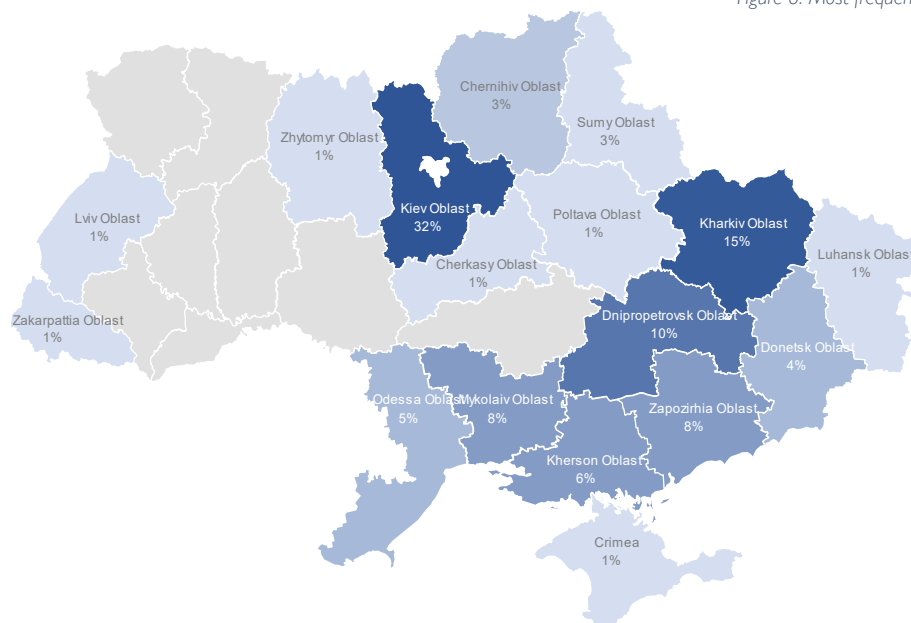 Figure 6. Most frequen
Chernihiv Oblast
3%
Sumy Oblast
3%
Zhytomyr Oblast
1%
Kiev Oblast
32%
Lviv Oblast
1%
Poltava Oblast
1%
Kharkiv Oblast
15%
Luhansk Oblast
1%
Cherkasy Oblast
1%
Zakarpattia Oblast
1%
Dnipropetrovsk Oblast
10%
Donetsk Oblast
4%
Odessa Oblast
5%
Mykolaiv Oblast
8%
Zapozirhia Oblast
8%
Kherson Oblast
6%
Crimea
1%